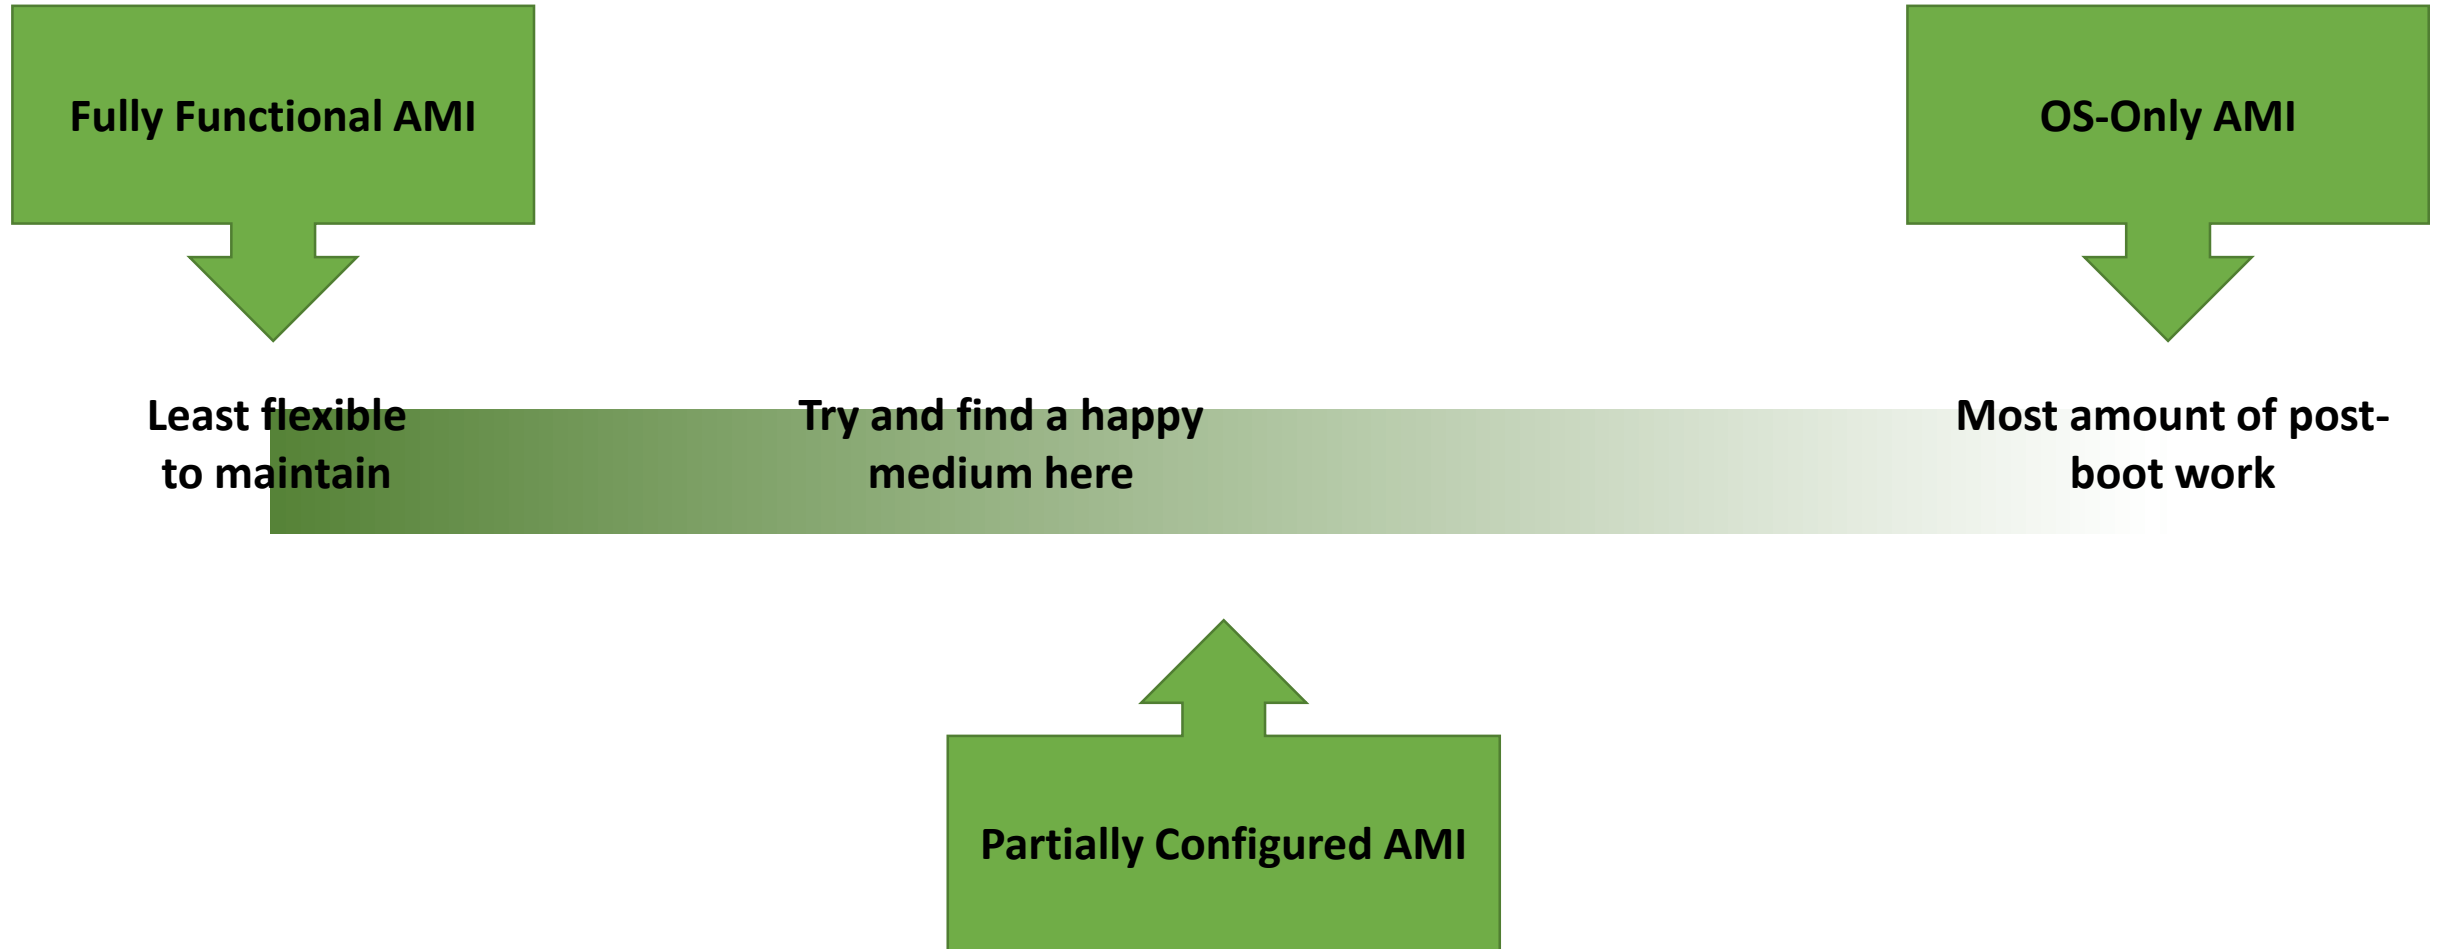 Fully Functional AMI
OS-Only AMI
Least flexible
to maintain
Try and find a happy
medium here
Most amount of post-
boot work
Partially Configured AMI